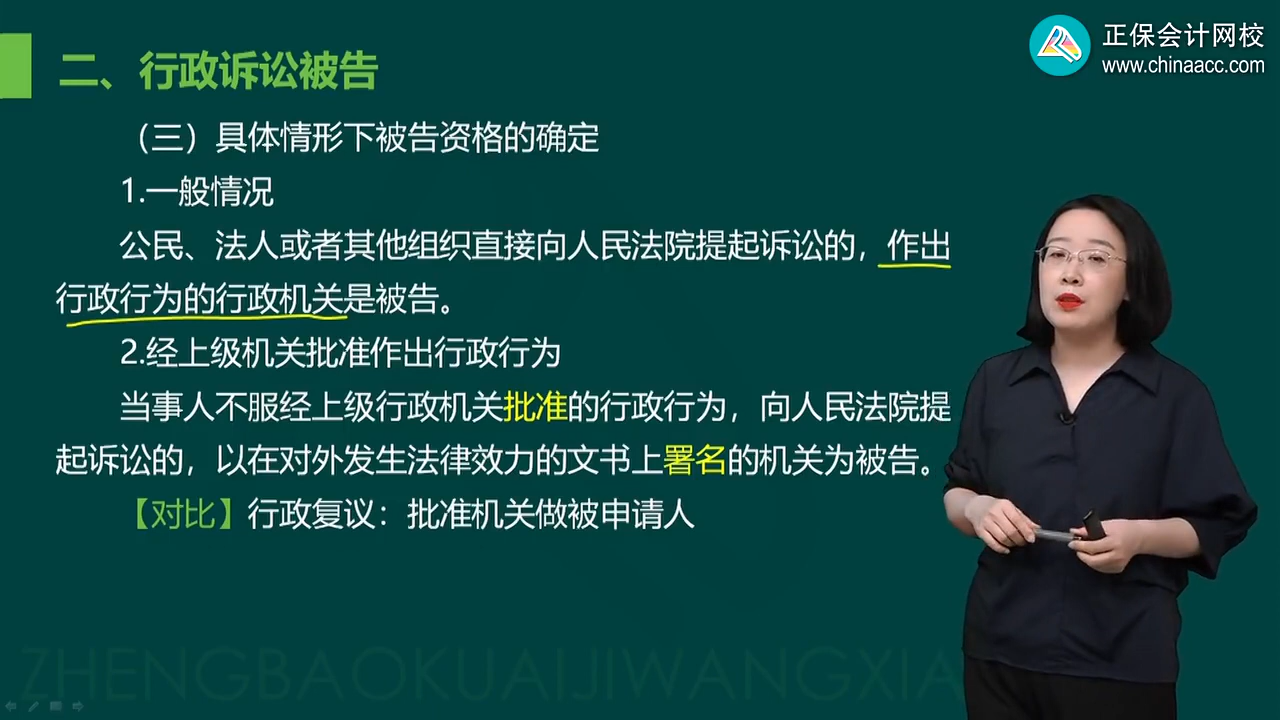 正保会计网校
www.chinaacc.com
二、行政诉讼被告
（三）具体情形下被告资格的确定
1.一般情况
公民、法人或者其他组织直接向人民法院提起诉讼的，作出
行政行为的行政机关是被告。
2.经上级机关批准作出行政行为
当事人不服经上级行政机关批准的行政行为，向人民法院提
起诉讼的，以在对外发生法律效力的文书上署名的机关为被告。
【对比】行政复议：批准机关做被申请人
ZHENGBAOKUAIJIWANGXIA